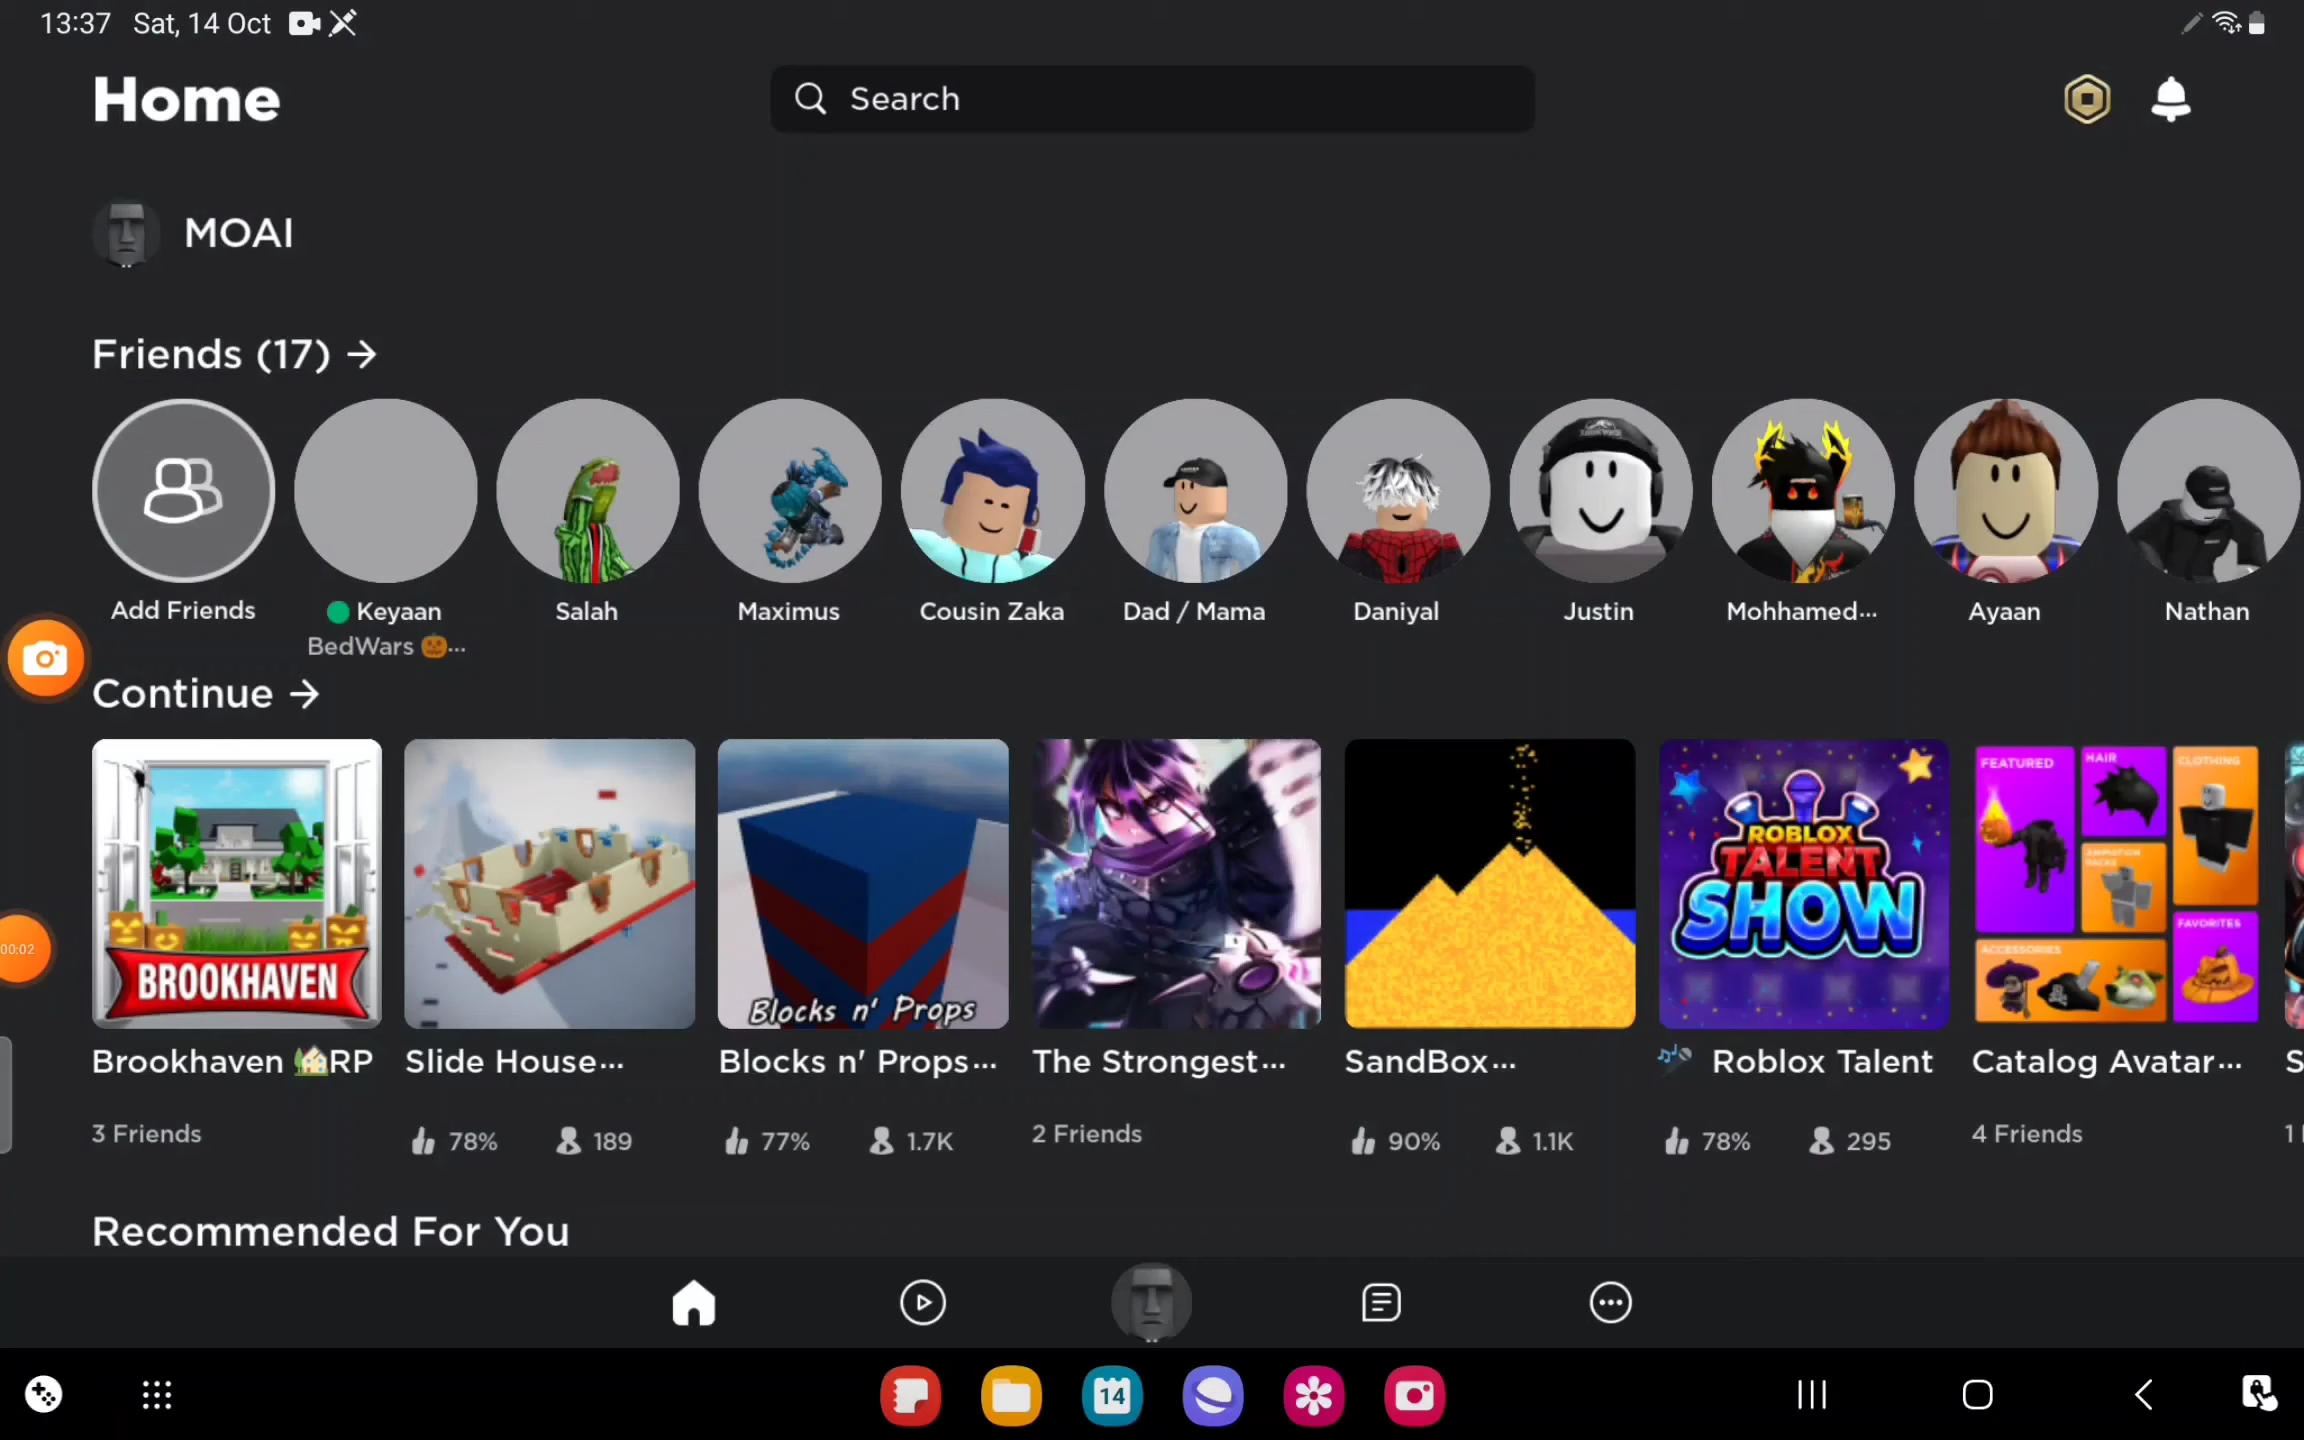 13:37 Sat, 14 Oct
Home
Search
MOAI
Friends (17) →
Add Friends
Keyaan
BedWars 🎃...
Salah
Maximus
Cousin Zaka
Dad / Mama
Daniyal
Justin
Mohhamed...
Ayaan
Nathan
Continue →
00:02
BROOKHAVEN
Blocks n' Props
ROBLOX
TALENT
SHOW
FEATURED
HAIR
CLOTHING
ANIMATION
PACKS
ACCESSORIES
FAVORITES
Brookhaven 🏡RP
Slide House...
Blocks n' Props...
The Strongest...
SandBox...
Roblox Talent
Catalog Avatar...
S
3 Friends
78% 189
77% 1.7K
2 Friends
90% 1.1K
78% 295
4 Friends
1
Recommended For You
14